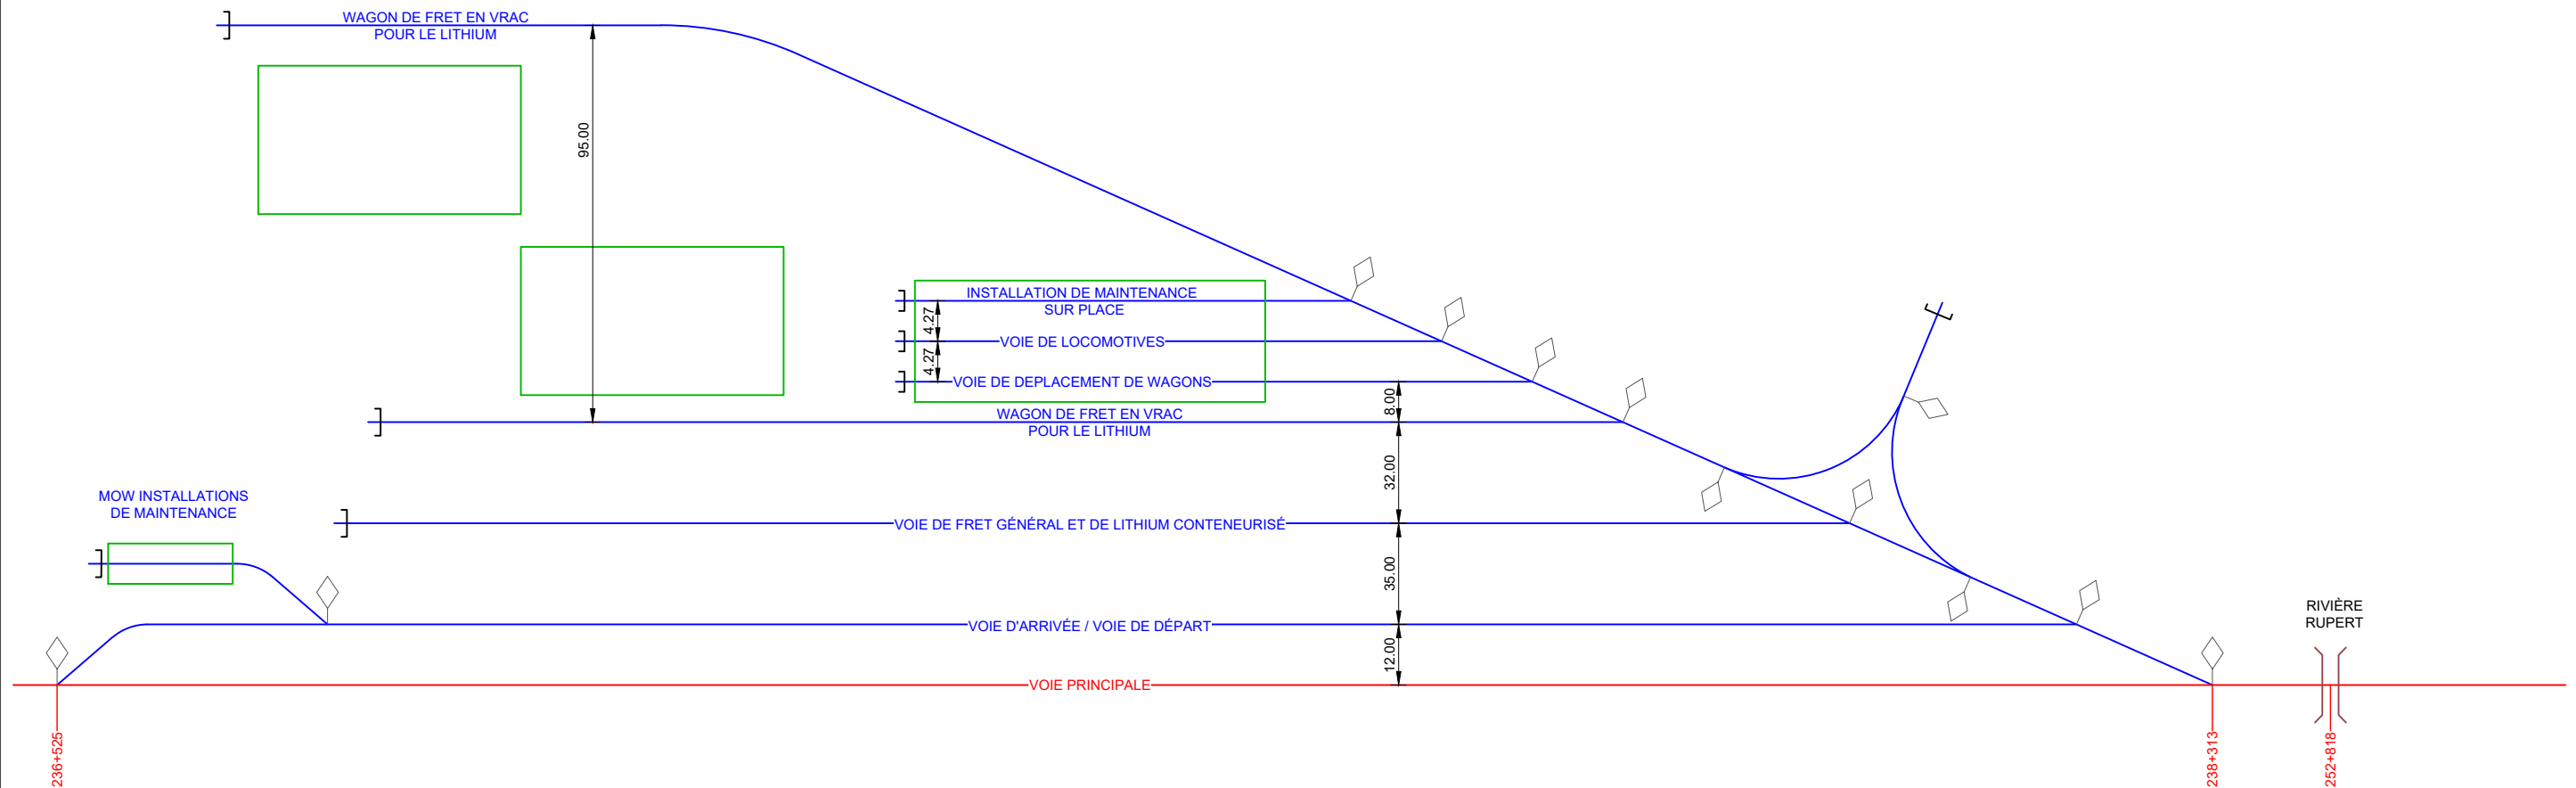 WAGON DE FRET EN VRAC
POUR LE LITHIUM
95.00
INSTALLATION DE MAINTENANCE
SUR PLACE
4.27
VOIE DE LOCOMOTIVES
4.27
VOIE DE DEPLACEMENT DE WAGONS
8.00
WAGON DE FRET EN VRAC
POUR LE LITHIUM
32.00
MOW INSTALLATIONS
DE MAINTENANCE
VOIE DE FRET GÉNÉRAL ET DE LITHIUM CONTENEURISÉ
35.00
VOIE D'ARRIVÉE / VOIE DE DÉPART
12.00
RIVIÈRE
RUPERT
VOIE PRINCIPALE
236+525
238+313
252+818